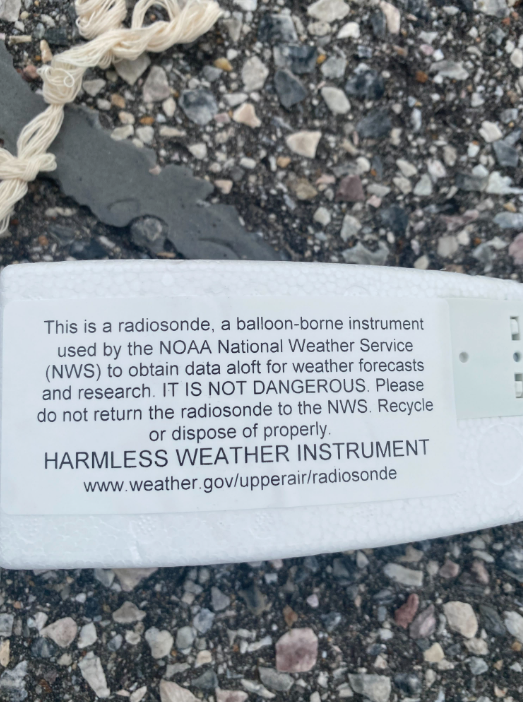 This is a radiosonde, a balloon-borne instrument
used by the NOAA National Weather Service
(NWS) to obtain data aloft for weather forecasts
and research. IT IS NOT DANGEROUS. Please
do not return the radiosonde to the NWS. Recycle
or dispose of properly.
HARMLESS WEATHER INSTRUMENT
www.weather.gov/upperair/radiosonde